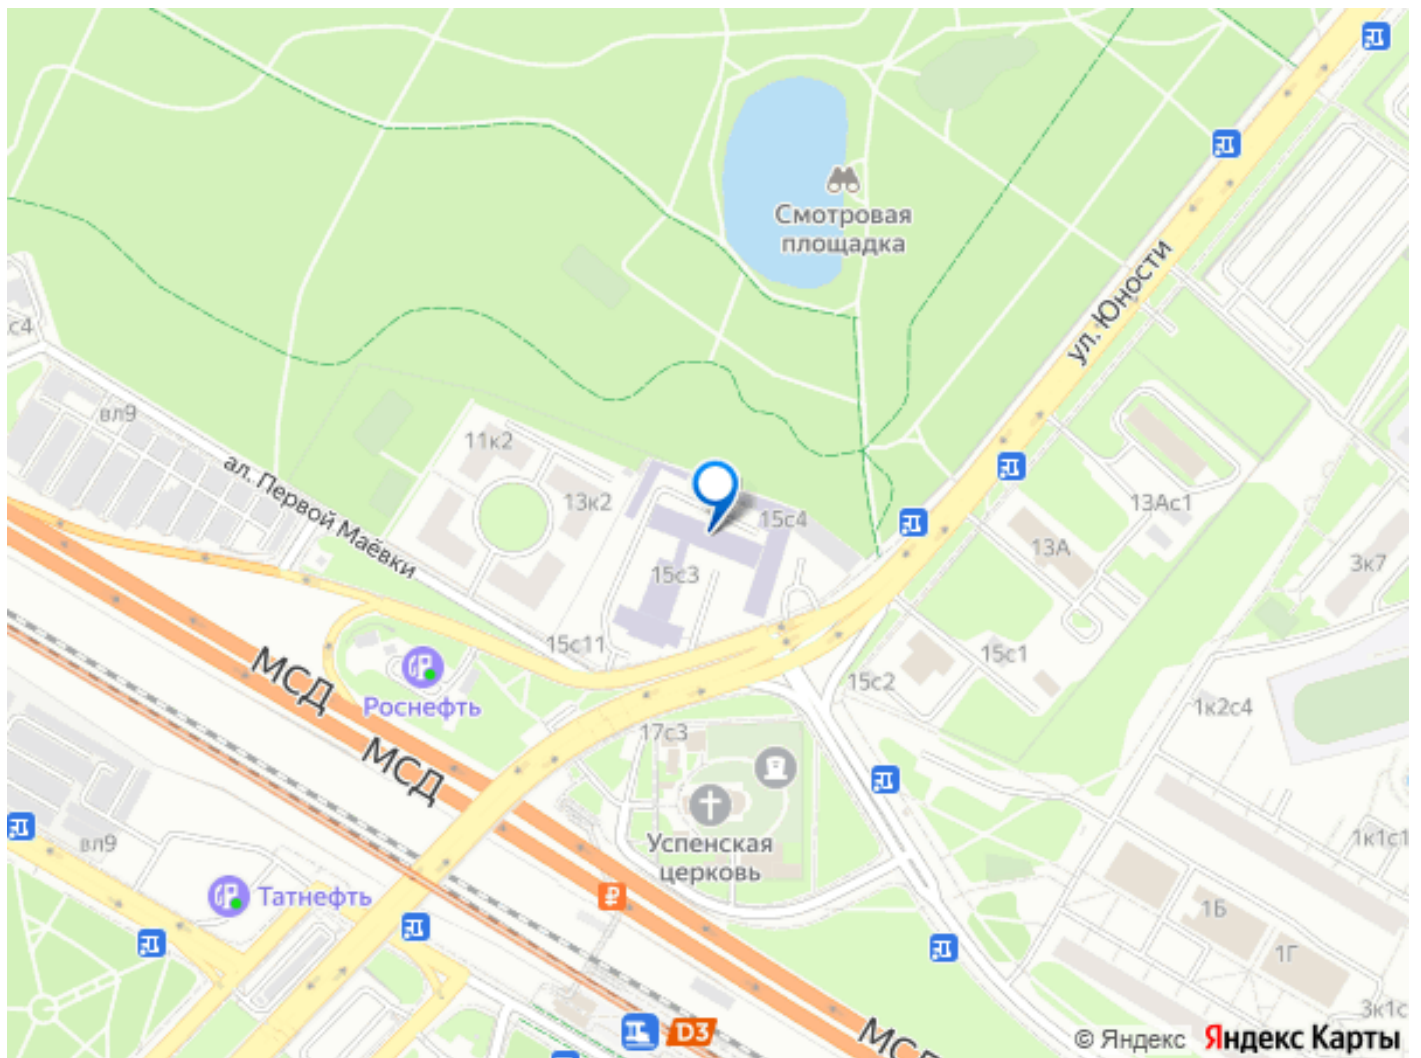 Смотровая
площадка
ул. Юности
с4
вл9
11к2
ал. Первой Маёвки
13к2
15с4
13Ас1
13А
3к7
15с3
15с11
15с1
15с2
МСД
Роснефть
1к2с4
17с3
МСД
Успенская
церковь
1к1с1
вл9
Татнефть
1Б
1Г
3к1с
D3
МСД
© Яндекс Яндекс Карты